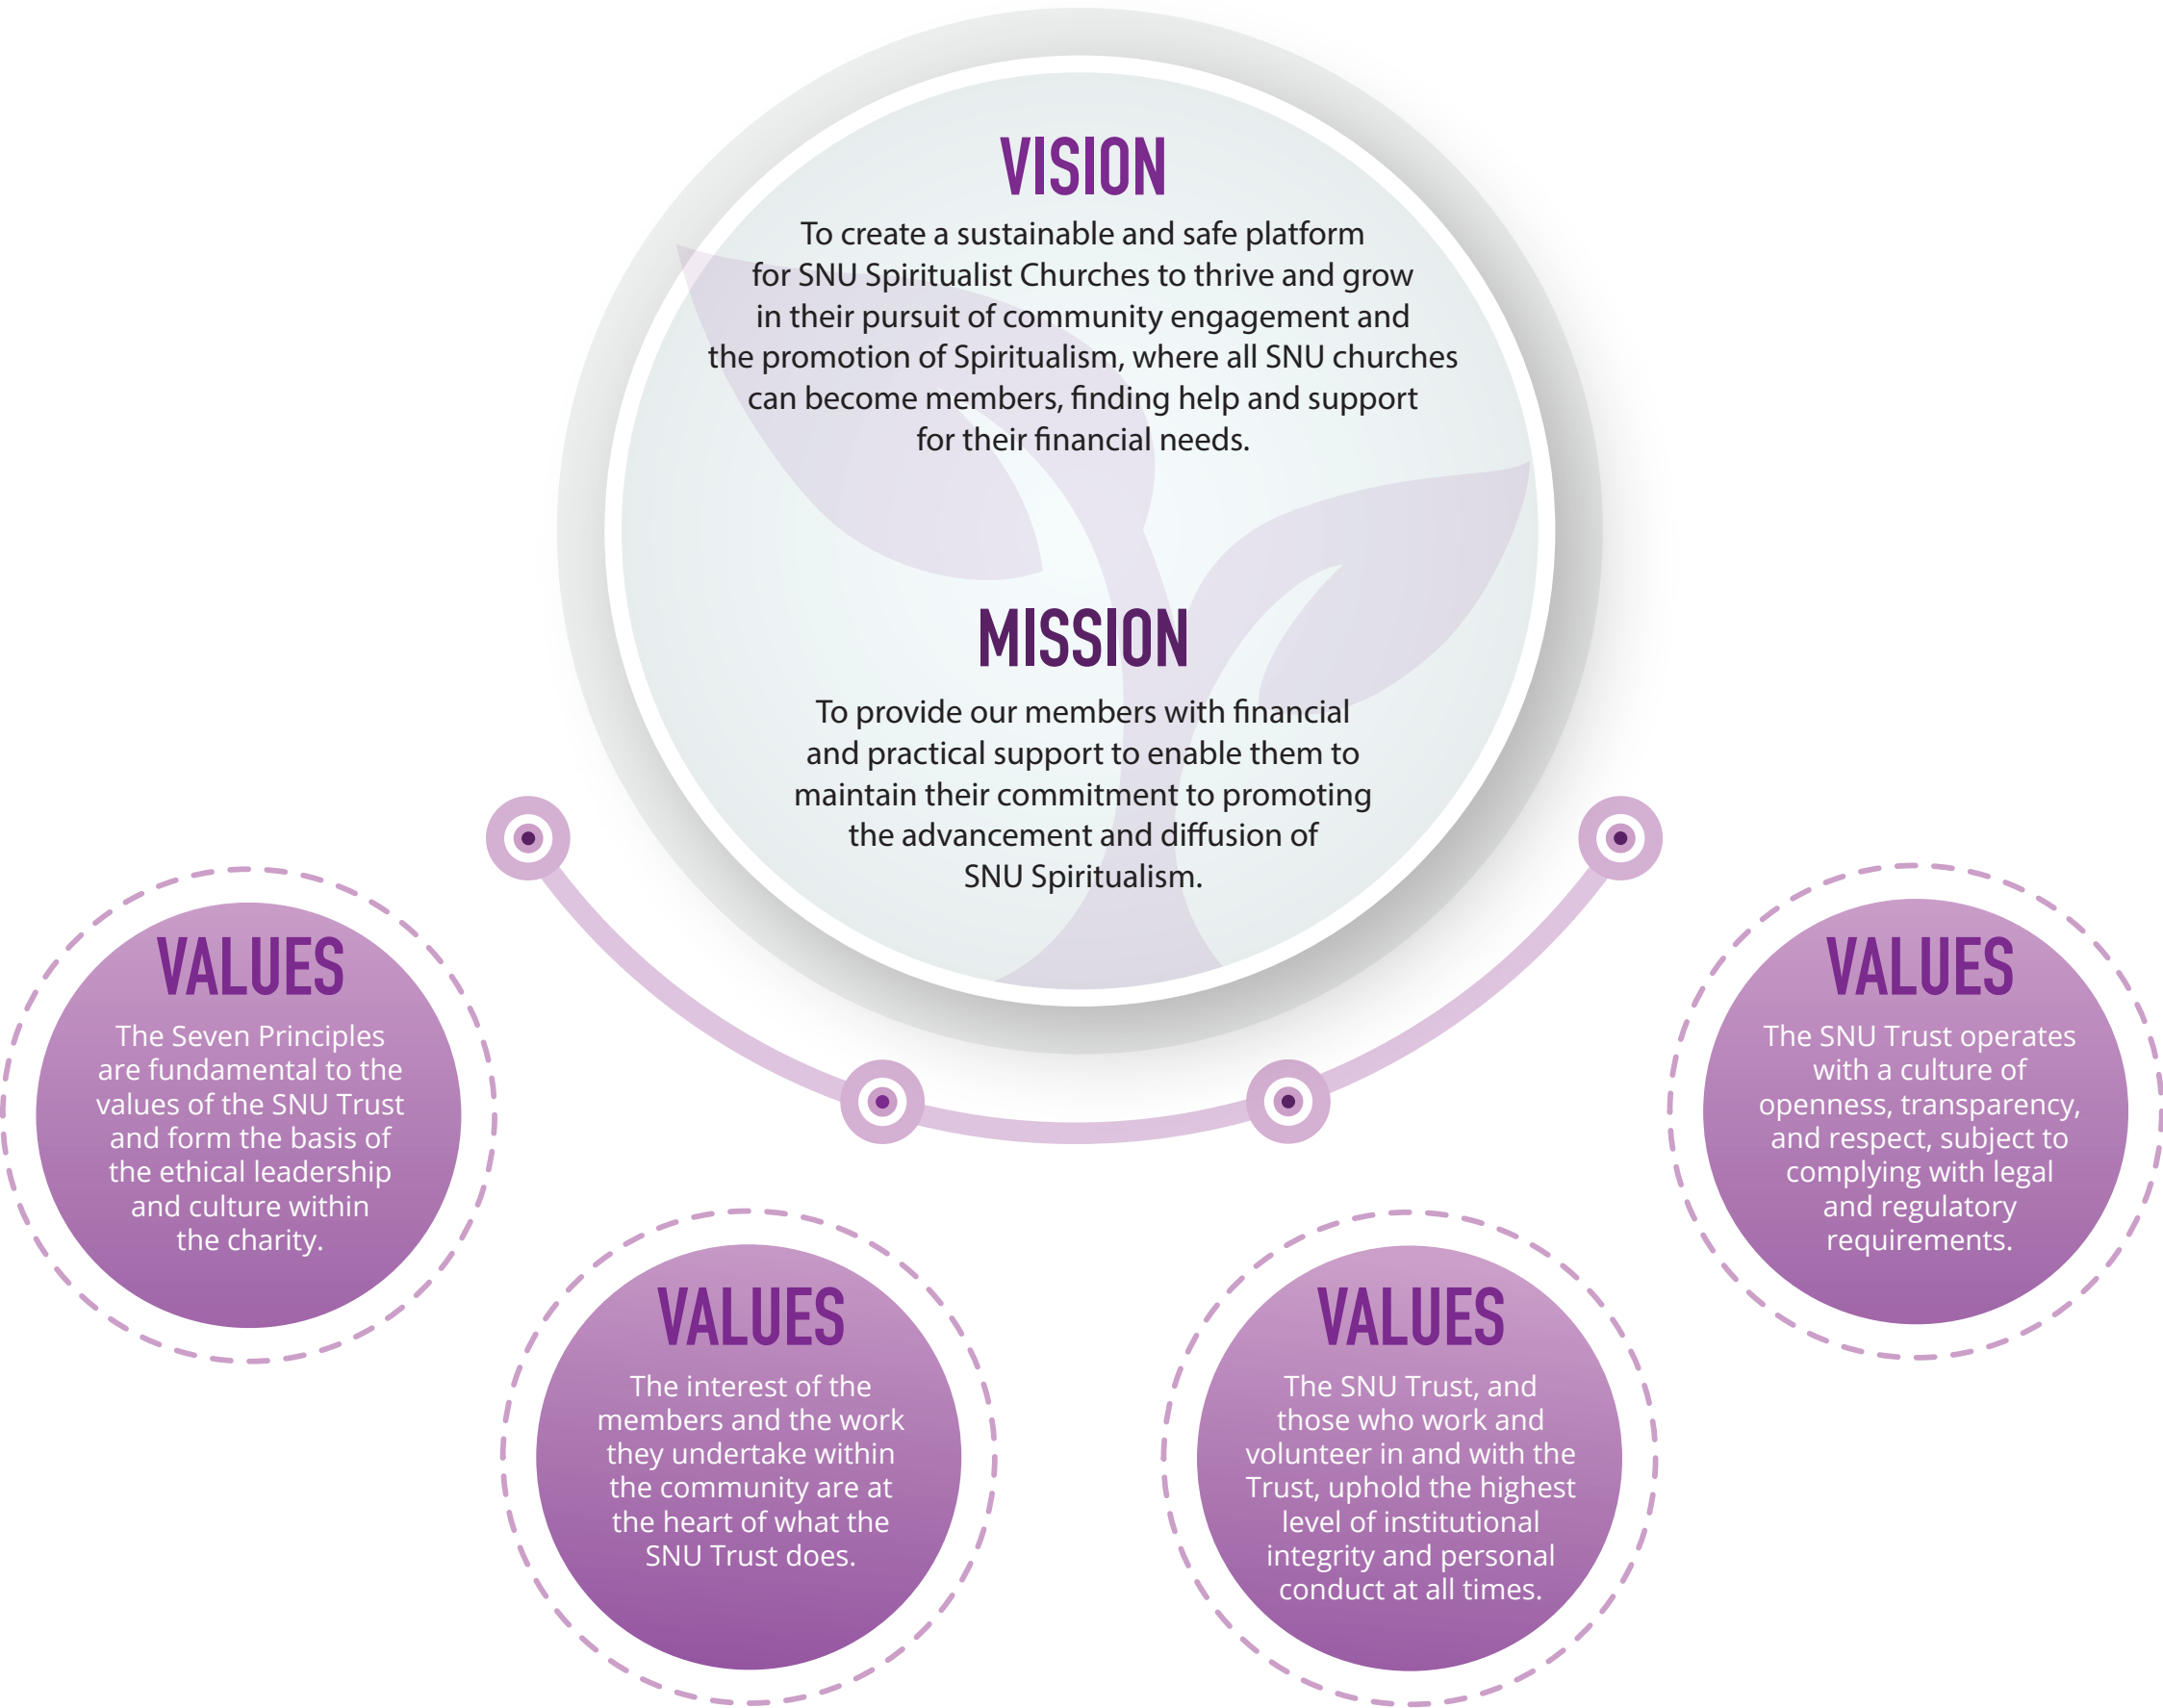 VISION
To create a sustainable and safe platform
for SNU Spiritualist Churches to thrive and grow
in their pursuit of community engagement and
the promotion of Spiritualism, where all SNU churches
can become members, finding help and support
for their financial needs.
MISSION
To provide our members with financial
and practical support to enable them to
maintain their commitment to promoting
the advancement and diffusion of
SNU Spiritualism.
VALUES
The Seven Principles
are fundamental to the
values of the SNU Trust
and form the basis of
the ethical leadership
and culture within
the charity.
VALUES
The interest of the
members and the work
they undertake within
the community are at
the heart of what the
SNU Trust does.
VALUES
The SNU Trust, and
those who work and
volunteer in and with the
Trust, uphold the highest
level of institutional
integrity and personal
conduct at all times.
VALUES
The SNU Trust operates
with a culture of
openness, transparency,
and respect, subject to
complying with legal
and regulatory
requirements.